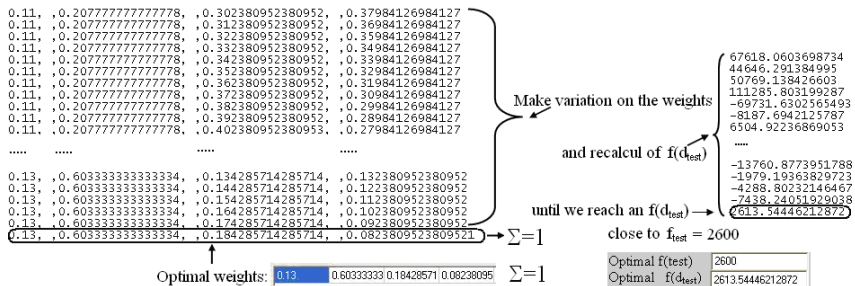 0.11, ,0.207777777777778, ,0.302380952380952, ,0.37984126984127
0.11, ,0.207777777777778, ,0.312380952380952, ,0.36984126984127
0.11, ,0.207777777777778, ,0.322380952380952, ,0.35984126984127
0.11, ,0.207777777777778, ,0.332380952380952, ,0.34984126984127
0.11, ,0.207777777777778, ,0.342380952380952, ,0.33984126984127
0.11, ,0.207777777777778, ,0.352380952380952, ,0.32984126984127
0.11, ,0.207777777777778, ,0.362380952380952, ,0.31984126984127
0.11, ,0.207777777777778, ,0.372380952380952, ,0.30984126984127
0.11, ,0.207777777777778, ,0.382380952380952, ,0.29984126984127
0.11, ,0.207777777777778, ,0.392380952380952, ,0.28984126984127
0.11, ,0.207777777777778, ,0.402380952380953, ,0.27984126984127
..... ..... ..... .....
0.13, ,0.603333333333334, ,0.134285714285714, ,0.132380952380952
0.13, ,0.603333333333334, ,0.144285714285714, ,0.122380952380952
0.13, ,0.603333333333334, ,0.154285714285714, ,0.112380952380952
0.13, ,0.603333333333334, ,0.164285714285714, ,0.102380952380952
0.13, ,0.603333333333334, ,0.174285714285714, ,0.092380952380952
0.13, ,0.603333333333334, ,0.184285714285714, ,0.0823809523809521
Σ=1
Optimal weights: 0.13. 0.60333333 0.18428571 0.08238095 Σ=1
Make variation on the weights
and recalcul of f(dtest)
until we reach an f(dtest)
close to ftest = 2600
67618.0603698734
44646.291384995
50769.138426603
111285.803199287
-69731.6302565493
-8187.6942125787
6504.92236869053
.....
-13760.8773951788
-1979.19363829723
-4288.80232146467
-7438.24051929038
2613.54446212872
Optimal f(test) 2600
Optimal f(dtest) 2613.54446212872